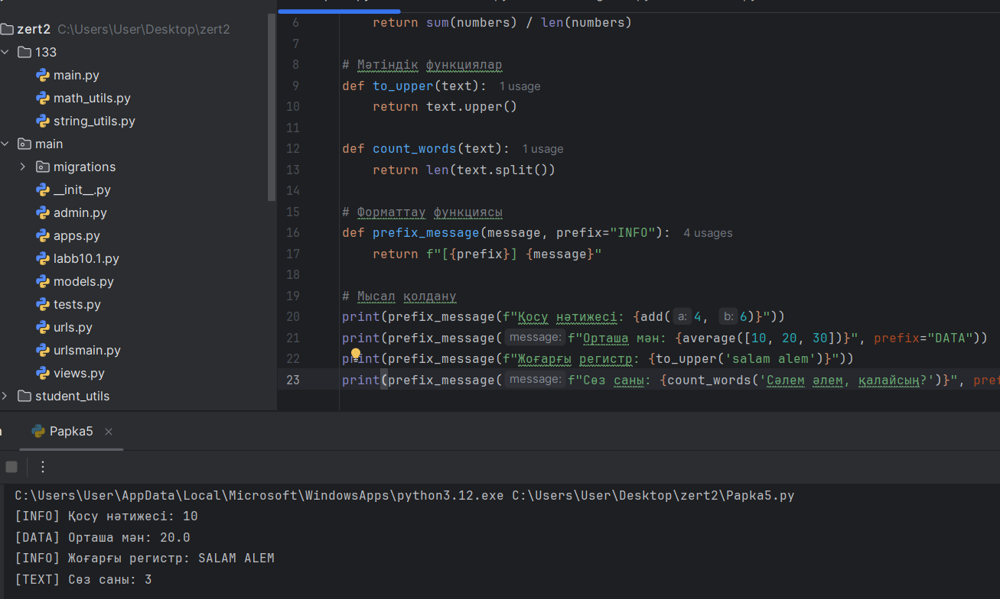 zert2 C:\Users\User\Desktop\zert2
133
main.py
math_utils.py
string_utils.py
main
migrations
__init__.py
admin.py
apps.py
labb10.1.py
models.py
tests.py
urls.py
urlsmain.py
views.py
student_utils
6 return sum(numbers) / len(numbers)
7
8 # Мәтіндік функциялар
9 def to_upper(text): 1 usage
10 return text.upper()
11
12 def count_words(text): 1 usage
13 return len(text.split())
14
15 # Форматтау функциясы
16 def prefix_message(message, prefix="INFO"): 4 usages
17 return f"[{prefix}] {message}"
18
19 # Мысал қолдану
20 print(prefix_message(f"Қосу нәтижесі: {add( a: 4, b: 6)}"))
21 print(prefix_message( message: f"Орташа мән: {average([10, 20, 30])}", prefix="DATA"))
22 print(prefix_message(f"Жоғарғы регистр: {to_upper('salam alem')}"))
23 print(prefix_message( message: f"Сөз саны: {count_words('Сәлем әлем, қалайсың?')}", pref
Papka5
C:\Users\User\AppData\Local\Microsoft\WindowsApps\python3.12.exe C:\Users\User\Desktop\zert2\Papka5.py
[INFO] Қосу нәтижесі: 10
[DATA] Орташа мән: 20.0
[INFO] Жоғарғы регистр: SALAM ALEM
[TEXT] Сөз саны: 3